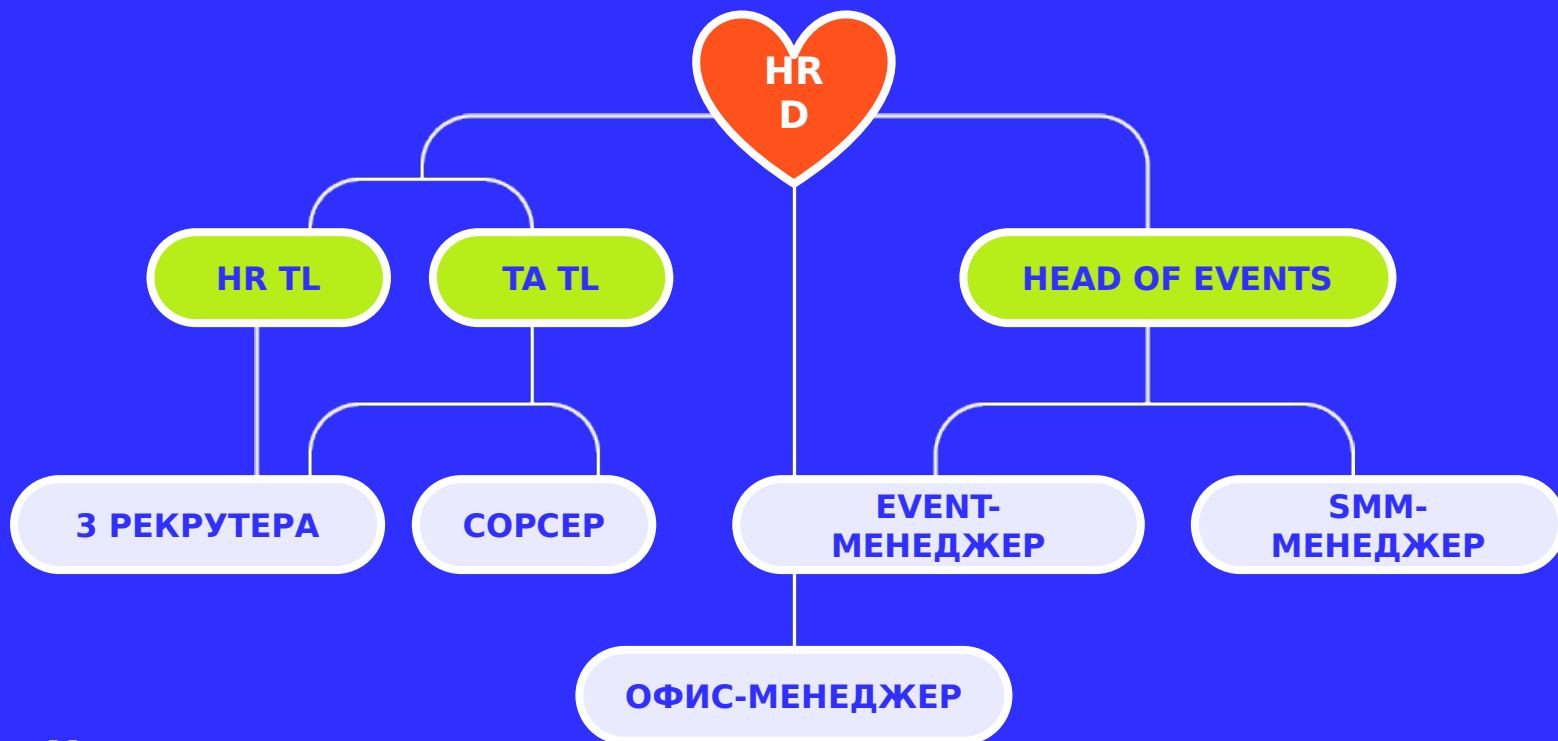 HR
D
HR TL
TA TL
HEAD OF EVENTS
3 РЕКРУТЕРА
СОРСЕР
EVENT-
МЕНЕДЖЕР
SMM-
МЕНЕДЖЕР
ОФИС-МЕНЕДЖЕР